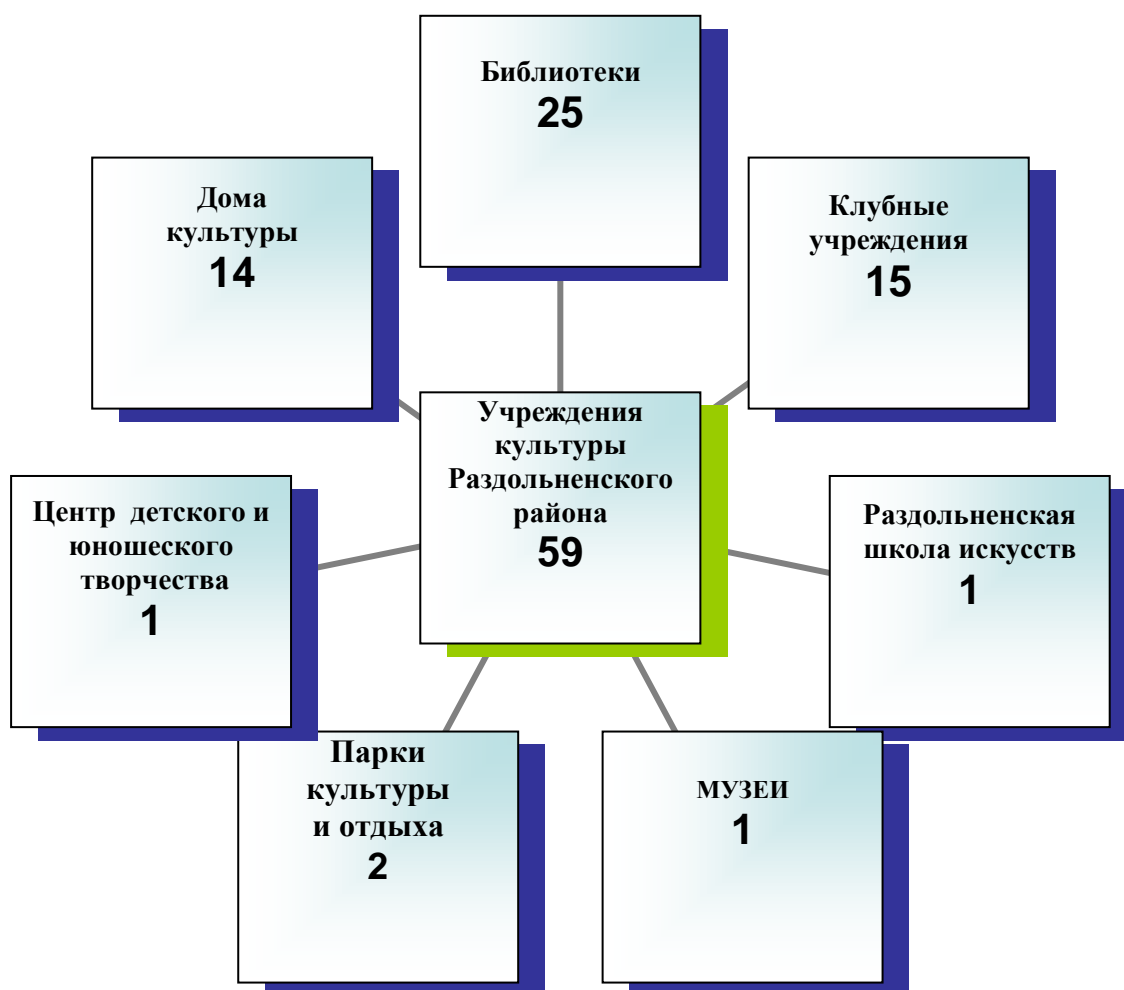 Библиотеки
25
Дома
культуры
14
Клубные
учреждения
15
Учреждения
культуры
Раздольненского
района
59
Центр детского и
юношеского
творчества
1
Раздольненская
школа искусств
1
Парки
культуры
и отдыха
2
МУЗЕИ
1